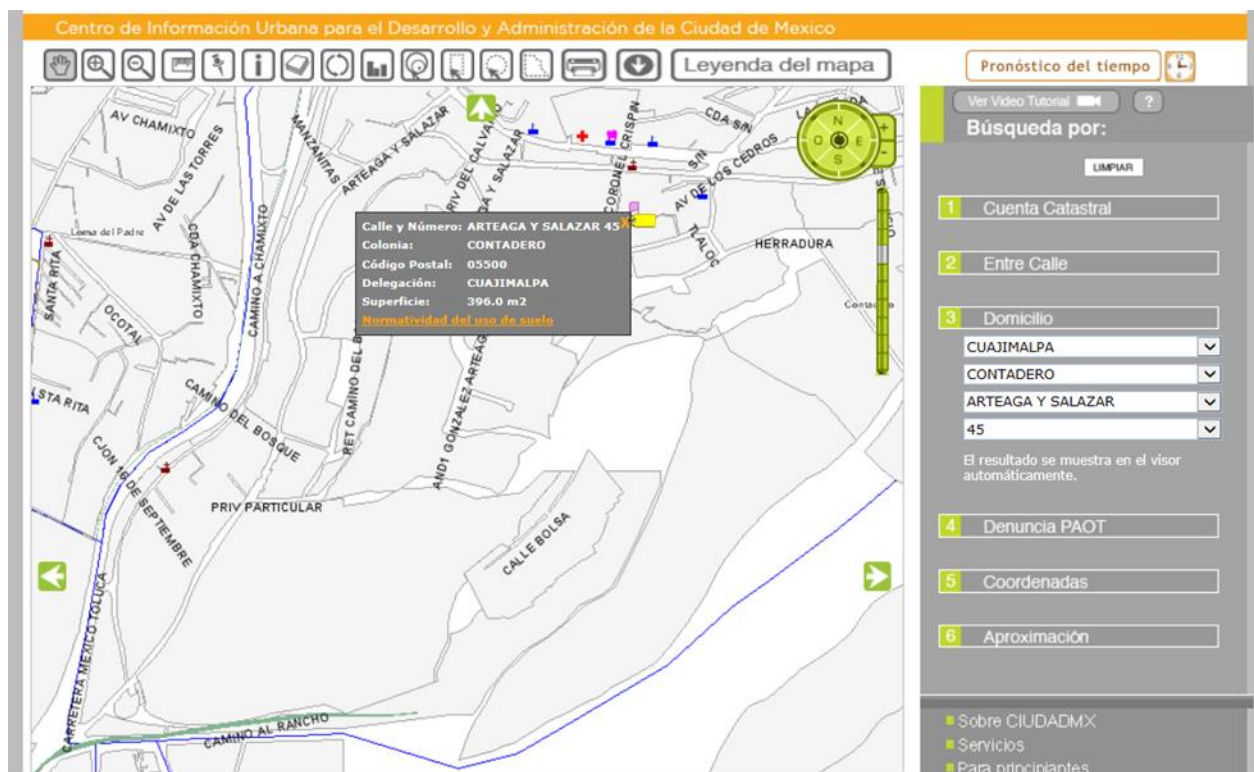 Centro de Información Urbana para el Desarrollo y Administración de la Ciudad de Mexico
Leyenda del mapa
Pronóstico del tiempo
Ver Video Tutorial
?
Búsqueda por:
LIMPIAR
1 Cuenta Catastral
2 Entre Calle
3 Domicilio
CUAJIMALPA
CONTADERO
ARTEAGA Y SALAZAR
45
El resultado se muestra en el visor
automáticamente.
4 Denuncia PAOT
5 Coordenadas
6 Aproximación
Sobre CIUDADMX
Servicios
Para principiantes
Calle y Número: ARTEAGA Y SALAZAR 45
X
Colonia: CONTADERO
Código Postal: 05500
Delegación: CUAJIMALPA
Superficie: 396.0 m2
Normatividad del uso de suelo
AV CHAMIXTO
AV DE LAS TORRES
MANZANITAS
ARTEAGA Y SALAZAR
PRIV DEL CALVA
GA Y SALAZAR
CORONEL CRISPIN
CDA S/N
S/N
AV DE LOS CEDROS
TLALOC
HERRADURA
N
O
E
S
+
-
Loma del Padre
CDA CHAMIXTO
CAMINO A CHAMIXTO
SANTA RITA
OCOTAL
STA RITA
CAMINO DEL BOSQUE
RET CAMINO DEL B
AND1 GONZALEZ ARTEAG
CJON 16 DE SEPTIEMBRE
PRIV PARTICULAR
CALLE BOLSA
CARRETERA MEXICO TOLUCA
CAMINO AL RANCHO